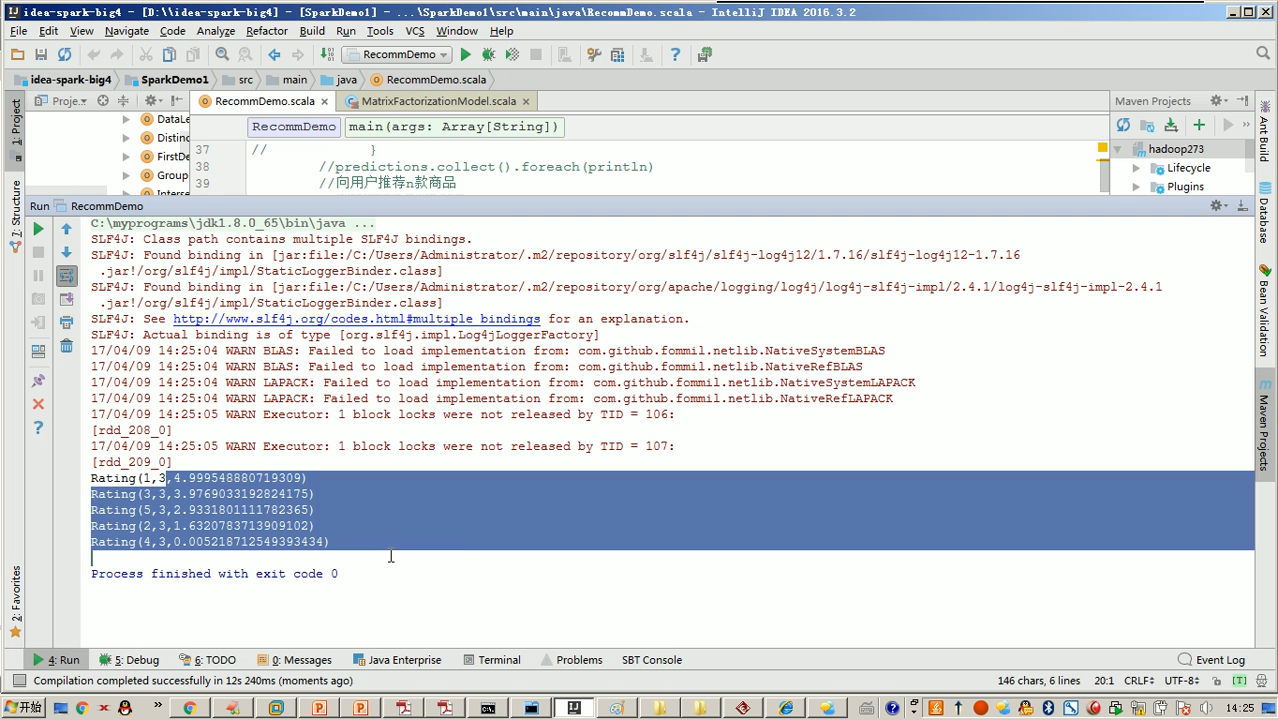 idea-spark-big4 - [D:\\idea-spark-big4] - [SparkDemo1] - ...\SparkDemo1\src\main\java\RecommDemo.scala - IntelliJ IDEA 2016.3.2
File Edit View Navigate Code Analyze Refactor Build Run Tools VCS Window Help
RecommDemo
idea-spark-big4 SparkDemo1 src main java RecommDemo.scala
1: Project
Proje..
RecommDemo.scala
MatrixFactorizationModel.scala
Maven Projects
DataLe
Distinc
FirstDe
Group
Interse
RecommDemo main(args: Array[String])
37 // }
38 //predictions.collect().foreach(println)
39 //向用户推荐n款商品
hadoop273
Lifecycle
Plugins
Ant Build
Database
Bean Validation
Maven Projects
7: Structure
2: Favorites
Run RecommDemo
C:\myprograms\jdk1.8.0_65\bin\java ...
SLF4J: Class path contains multiple SLF4J bindings.
SLF4J: Found binding in [jar:file:/C:/Users/Administrator/.m2/repository/org/slf4j/slf4j-log4j12/1.7.16/slf4j-log4j12-1.7.16
.jar!/org/slf4j/impl/StaticLoggerBinder.class]
SLF4J: Found binding in [jar:file:/C:/Users/Administrator/.m2/repository/org/apache/logging/log4j/log4j-slf4j-impl/2.4.1/log4j-slf4j-impl-2.4.1
.jar!/org/slf4j/impl/StaticLoggerBinder.class]
SLF4J: See http://www.slf4j.org/codes.html#multiple_bindings for an explanation.
SLF4J: Actual binding is of type [org.slf4j.impl.Log4jLoggerFactory]
17/04/09 14:25:04 WARN BLAS: Failed to load implementation from: com.github.fommil.netlib.NativeSystemBLAS
17/04/09 14:25:04 WARN BLAS: Failed to load implementation from: com.github.fommil.netlib.NativeRefBLAS
17/04/09 14:25:04 WARN LAPACK: Failed to load implementation from: com.github.fommil.netlib.NativeSystemLAPACK
17/04/09 14:25:04 WARN LAPACK: Failed to load implementation from: com.github.fommil.netlib.NativeRefLAPACK
17/04/09 14:25:05 WARN Executor: 1 block locks were not released by TID = 106:
[rdd_208_0]
17/04/09 14:25:05 WARN Executor: 1 block locks were not released by TID = 107:
[rdd_209_0]
Rating(1,3,4.999548880719309)
Rating(3,3,3.9769033192824175)
Rating(5,3,2.9331801111782365)
Rating(2,3,1.6320783713909102)
Rating(4,3,0.005218712549393434)
Process finished with exit code 0
4: Run 5: Debug 6: TODO 0: Messages Java Enterprise Terminal Problems SBT Console Event Log
Compilation completed successfully in 12s 240ms (moments ago) 146 chars, 6 lines 20:1 CRLF÷ UTF-8÷ [T]
开始 14:25